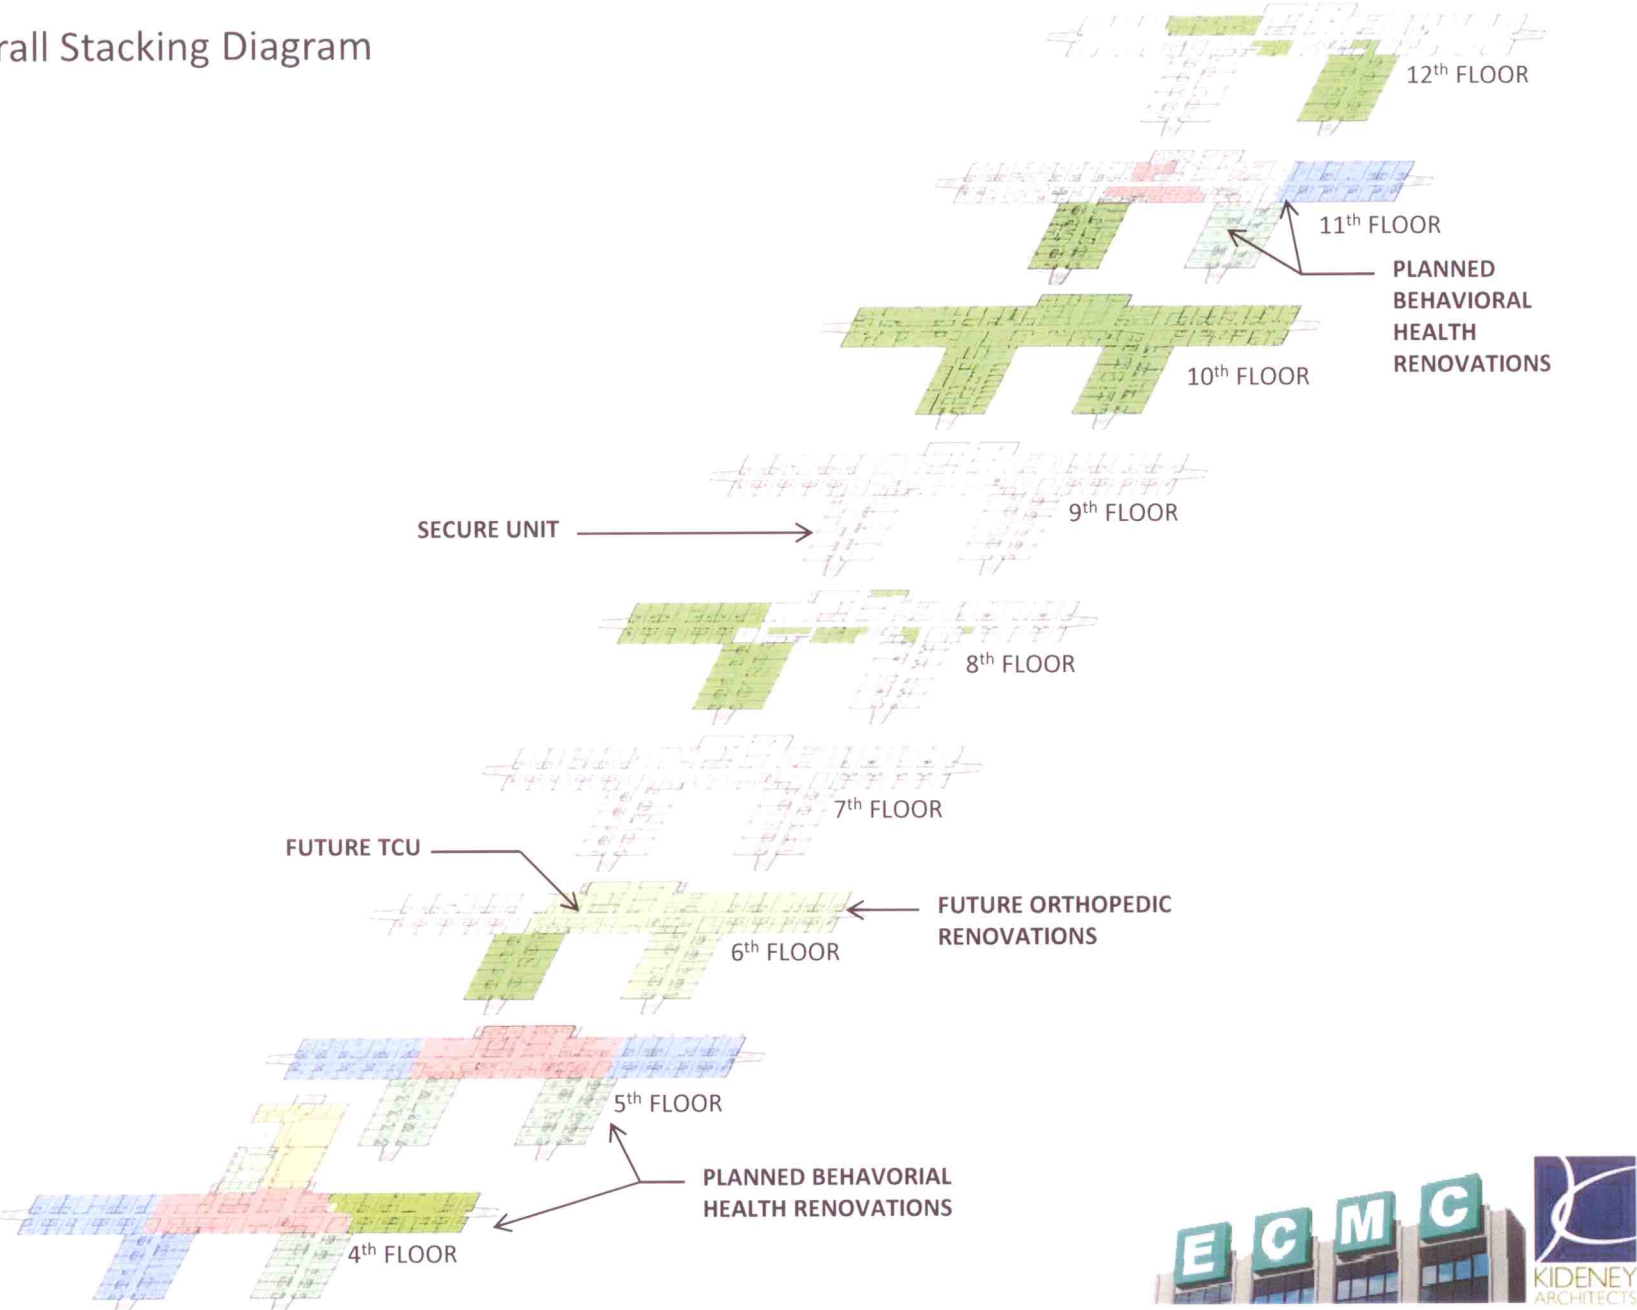 rall Stacking Diagram
12th FLOOR
11th FLOOR
PLANNED
BEHAVIORAL
HEALTH
RENOVATIONS
10th FLOOR
9th FLOOR
SECURE UNIT
8th FLOOR
7th FLOOR
FUTURE TCU
FUTURE ORTHOPEDIC
RENOVATIONS
6th FLOOR
5th FLOOR
PLANNED BEHAVORIAL
HEALTH RENOVATIONS
4th FLOOR
ECMC
KIDENEY
ARCHITECTS